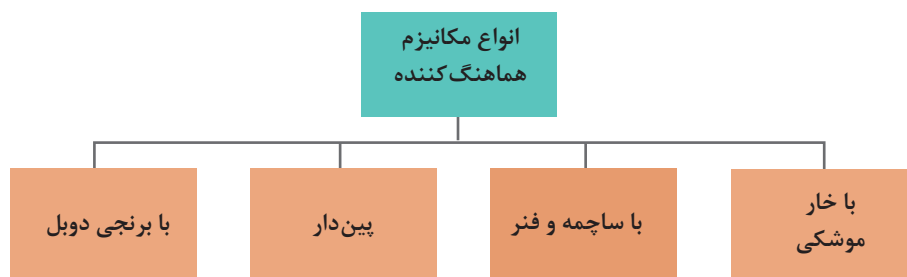 انواع مکانیزم
هماهنگ‌کننده
با خار
موشکی
با ساچمه و فنر
پین‌دار
با برنجی دوبل